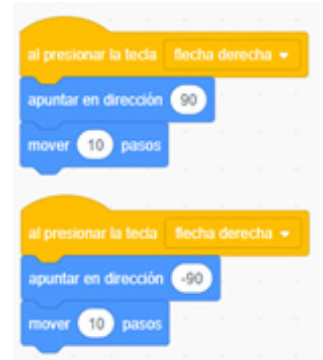 al presionar la tecla flecha derecha
apuntar en dirección 90
mover 10 pasos
al presionar la tecla flecha derecha
apuntar en dirección -90
mover 10 pasos